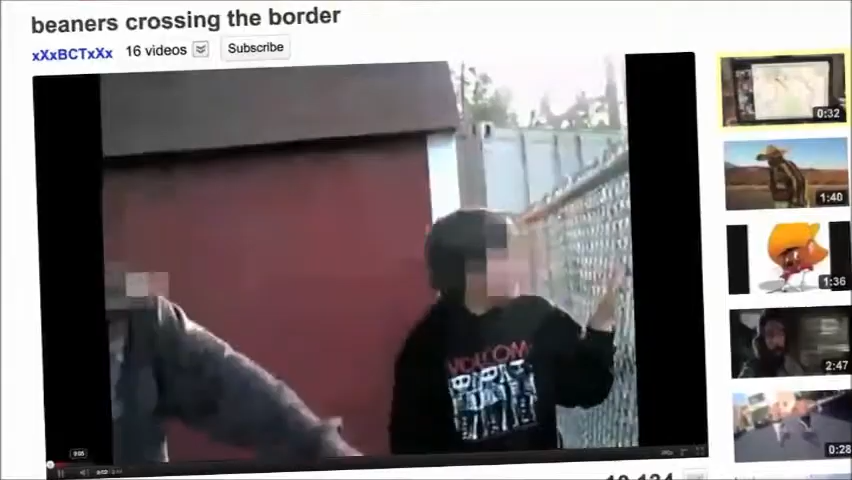 beaners crossing the border
xXxBCTxXx 16 videos Subscribe
0:32
1:40
1:36
VOLCOM
2:47
0:28